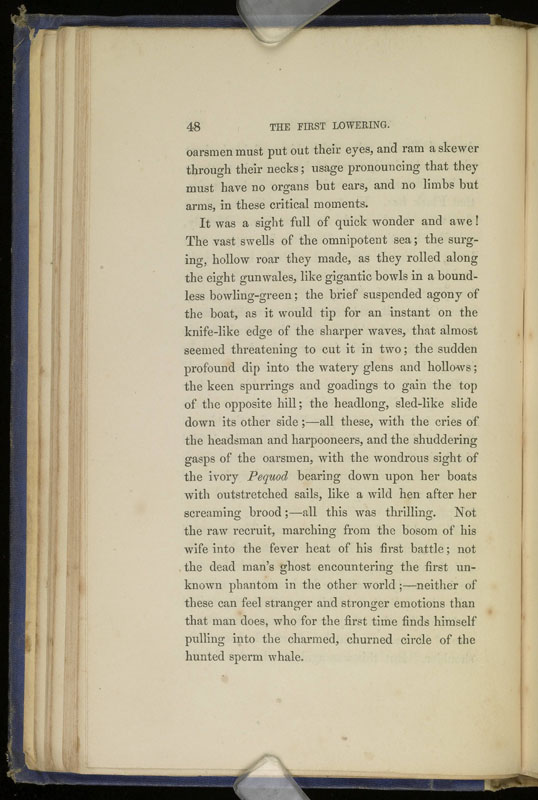 48 THE FIRST LOWERING.
oarsmen must put out their eyes, and ram a skewer
through their necks; usage pronouncing that they
must have no organs but ears, and no limbs but
arms, in these critical moments.
It was a sight full of quick wonder and awe!
The vast swells of the omnipotent sea; the surg-
ing, hollow roar they made, as they rolled along
the eight gunwales, like gigantic bowls in a bound-
less bowling-green; the brief suspended agony of
the boat, as it would tip for an instant on the
knife-like edge of the sharper waves, that almost
seemed threatening to cut it in two; the sudden
profound dip into the watery glens and hollows;
the keen spurrings and goadings to gain the top
of the opposite hill; the headlong, sled-like slide
down its other side;—all these, with the cries of
the headsman and harpooneers, and the shuddering
gasps of the oarsmen, with the wondrous sight of
the ivory Pequod bearing down upon her boats
with outstretched sails, like a wild hen after her
screaming brood;—all this was thrilling. Not
the raw recruit, marching from the bosom of his
wife into the fever heat of his first battle; not
the dead man's ghost encountering the first un-
known phantom in the other world;—neither of
these can feel stranger and stronger emotions than
that man does, who for the first time finds himself
pulling into the charmed, churned circle of the
hunted sperm whale.